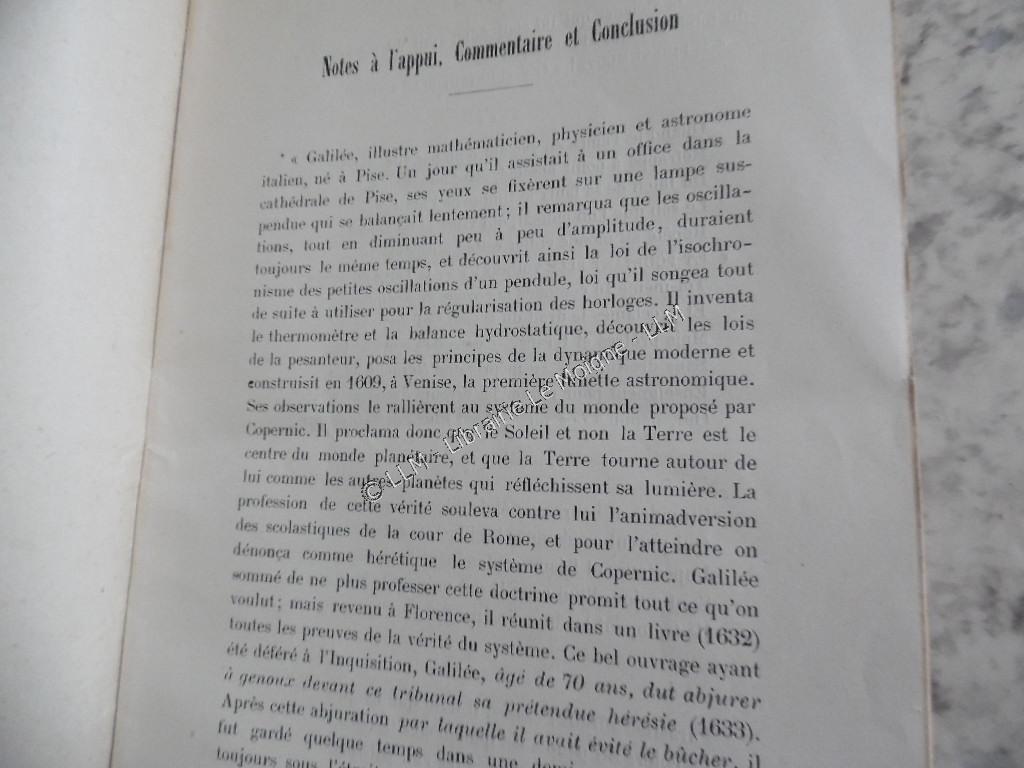 Notes à l'appui, Commentaire et Conclusion
* « Galilée, illustre mathématicien, physicien et astronome
italien, né à Pise. Un jour qu'il assistait à un office dans la
cathédrale de Pise, ses yeux se fixèrent sur une lampe sus-
pendue qui se balançait lentement ; il remarqua que les oscilla-
tions, tout en diminuant peu à peu d'amplitude, duraient
toujours le même temps, et découvrit ainsi la loi de l'isochro-
nisme des petites oscillations d'un pendule, loi qu'il songea tout
de suite à utiliser pour la régularisation des horloges. Il inventa
le thermomètre et la balance hydrostatique, découvrit les lois
de la pesanteur, posa les principes de la dynamique moderne et
construisit en 1609, à Venise, la première lunette astronomique.
Ses observations le rallièrent au système du monde proposé par
Copernic. Il proclama donc que le Soleil et non la Terre est le
centre du monde planétaire, et que la Terre tourne autour de
lui comme les autres planètes qui réfléchissent sa lumière. La
profession de cette vérité souleva contre lui l'animadversion
des scolastiques de la cour de Rome, et pour l'atteindre on
dénonça comme hérétique le système de Copernic. Galilée
sommé de ne plus professer cette doctrine promit tout ce qu'on
voulut ; mais revenu à Florence, il réunit dans un livre (1632)
toutes les preuves de la vérité du système. Ce bel ouvrage ayant
été déféré à l'Inquisition, Galilée, âgé de 70 ans, dut abjurer
à genoux devant ce tribunal sa prétendue hérésie (1633).
Après cette abjuration par laquelle il avait évité le bûcher, il
fut gardé quelque temps dans une
toujours sous
© LLM - Librairie Le Moigne - LLM